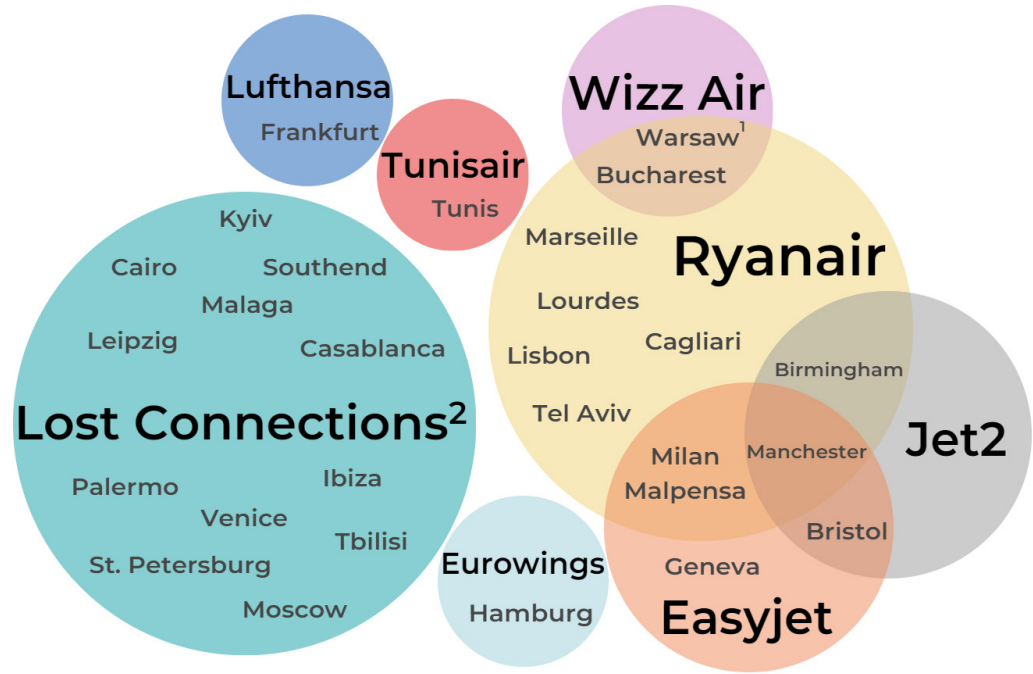 Lufthansa
Frankfurt
Tunisair
Tunis
Wizz Air
Warsaw¹
Bucharest
Ryanair
Marseille
Lourdes
Cagliari
Lisbon
Tel Aviv
Birmingham
Jet2
Manchester
Milan
Malpensa
Bristol
Geneva
Easyjet
Kyiv
Cairo
Southend
Malaga
Leipzig
Casablanca
Lost Connections²
Ibiza
Palermo
Venice
Tbilisi
St. Petersburg
Moscow
Eurowings
Hamburg